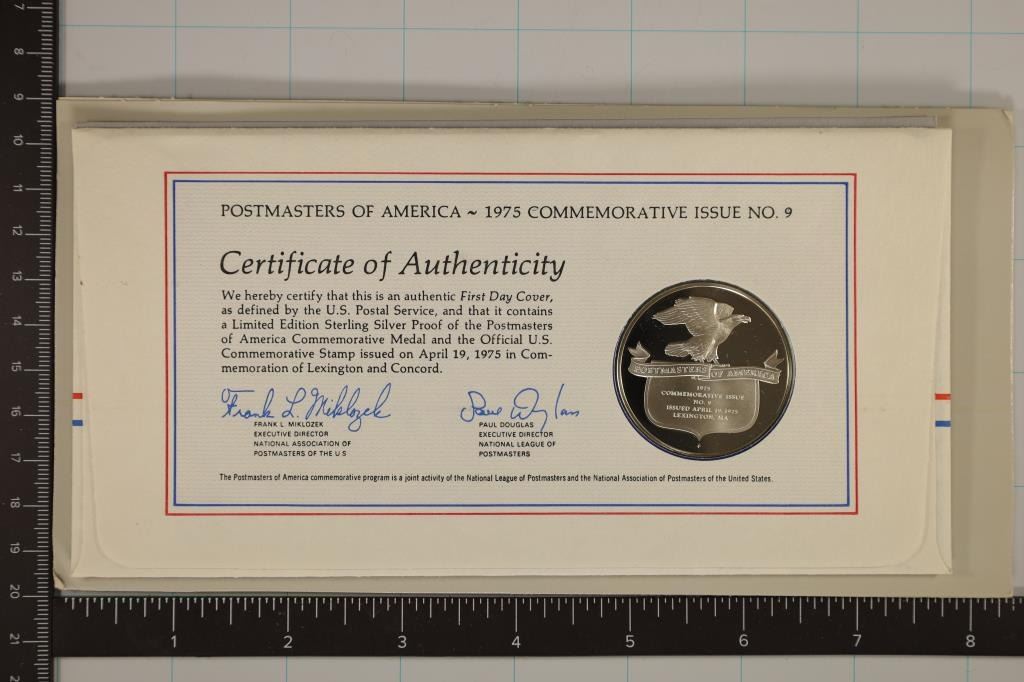 POSTMASTERS OF AMERICA ~ 1975 COMMEMORATIVE ISSUE NO. 9
Certificate of Authenticity
We hereby certify that this is an authentic First Day Cover,
as defined by the U.S. Postal Service, and that it contains
a Limited Edition Sterling Silver Proof of the Postmasters
of America Commemorative Medal and the Official U.S.
Commemorative Stamp issued on April 19, 1975 in Com-
memoration of Lexington and Concord.
Frank L. Miklozek
FRANK L. MIKLOZEK
EXECUTIVE DIRECTOR
NATIONAL ASSOCIATION OF
POSTMASTERS OF THE U S
Paul Douglas
PAUL DOUGLAS
EXECUTIVE DIRECTOR
NATIONAL LEAGUE OF
POSTMASTERS
POSTMASTERS OF AMERICA
1975
COMMEMORATIVE ISSUE
NO. 9
ISSUED APRIL 19, 1975
LEXINGTON, MA
The Postmasters of America commemorative program is a joint activity of the National League of Postmasters and the National Association of Postmasters of the United States.
7
8
9
10
11
12
13
14
15
16
17
18
19
20
21
1 2 3 4 5 6 7 8